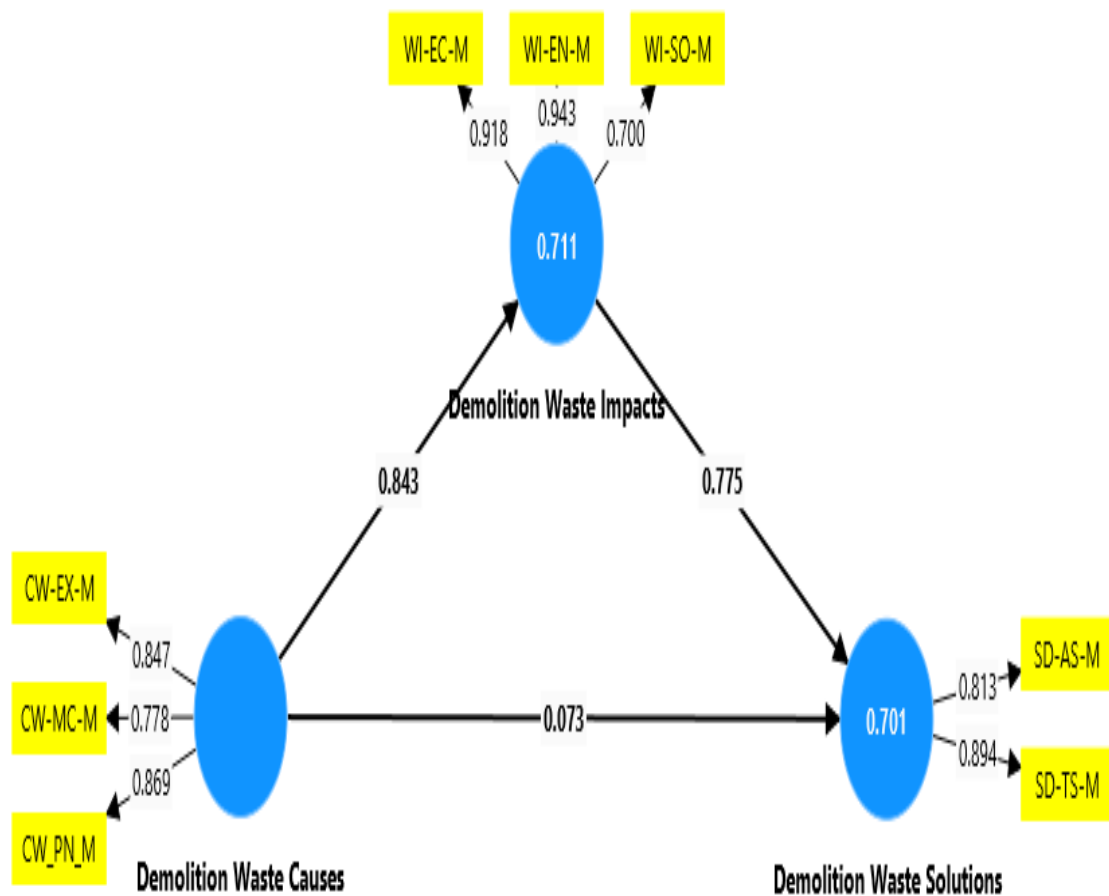 WI-EC-M
WI-EN-M
WI-SO-M
0.918
0.943
0.700
0.711
Demolition Waste Impacts
0.843
0.775
CW-EX-M
0.847
CW-MC-M
0.778
0.869
CW_PN_M
Demolition Waste Causes
0.073
0.701
SD-AS-M
0.813
0.894
SD-TS-M
Demolition Waste Solutions